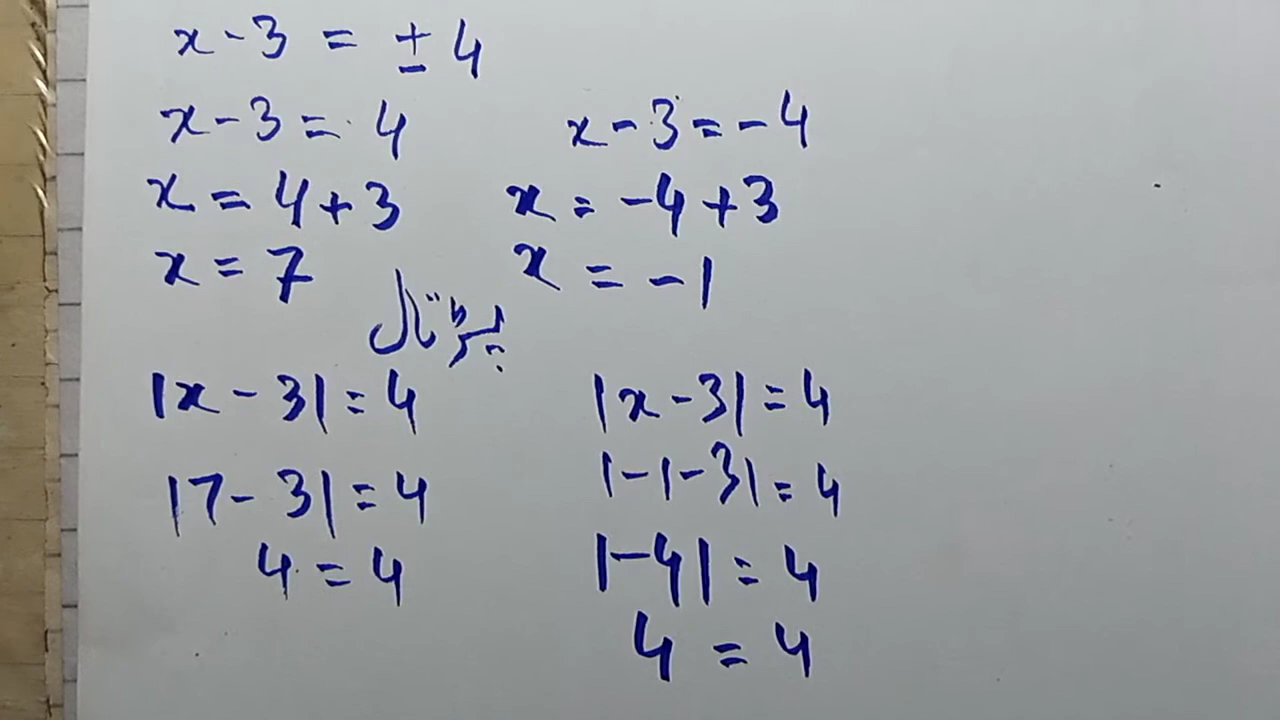 x - 3 = ± 4
x - 3 = 4 x - 3 = - 4
x = 4 + 3 x = - 4 + 3
x = 7 x = - 1
پڑتال
|x - 3| = 4 |x - 3| = 4
|7 - 3| = 4 |-1 - 3| = 4
4 = 4 |-4| = 4
4 = 4